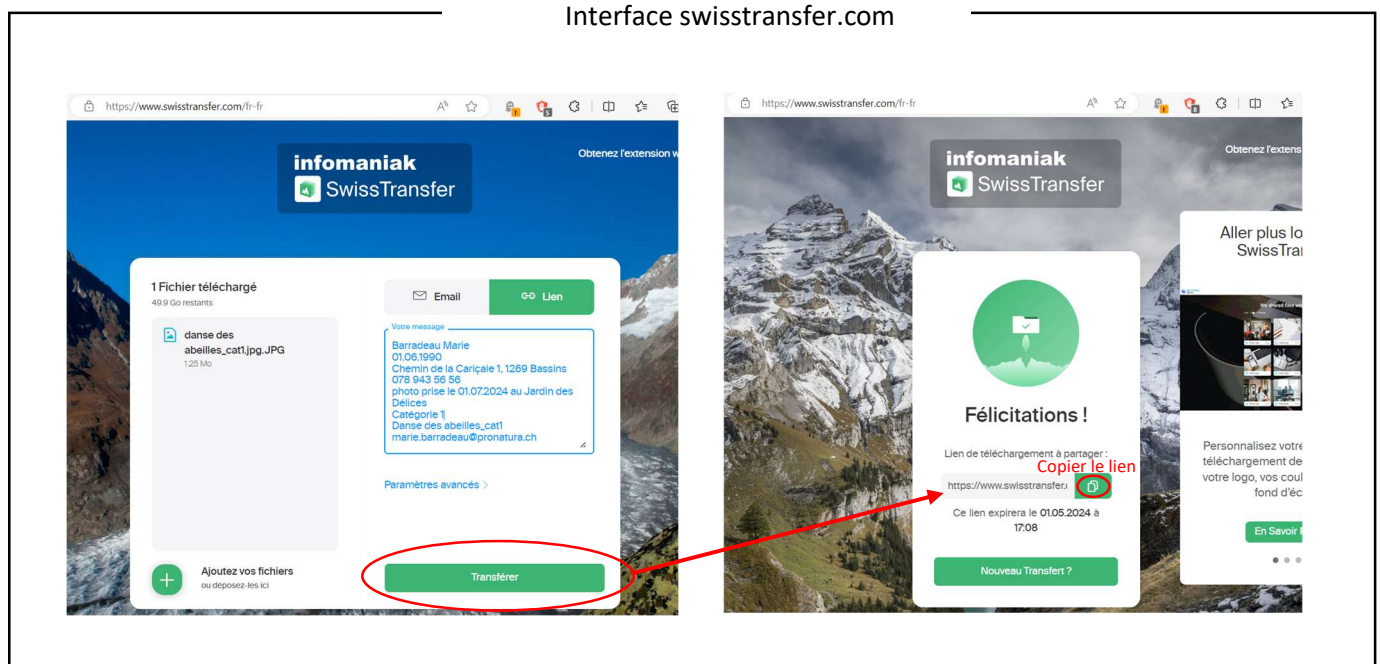 Interface swisstransfer.com
https://www.swisstransfer.com/fr-fr
infomaniak
SwissTransfer
Obtenez l'extension w
1 Fichier téléchargé
49.9 Go restants
danse des
abeilles_cat1.jpg.JPG
1.25 Mo
Ajoutez vos fichiers
ou déposez-les ici
Email
Lien
Votre message
Barradeau Marie
01.06.1990
Chemin de la Cariçaie 1, 1269 Bassins
078 943 56 56
photo prise le 01.07.2024 au Jardin des
Délices
Catégorie 1
Danse des abeilles_cat1
marie.barradeau@pronatura.ch
Paramètres avancés >
Transférer
https://www.swisstransfer.com/fr-fr
infomaniak
SwissTransfer
Obtenez l'extens
Félicitations !
Lien de téléchargement à partager :
Copier le lien
https://www.swisstransfer.c
Ce lien expirera le 01.05.2024 à
17:08
Nouveau Transfert ?
Aller plus lo
SwissTrar
Personnalisez votre
téléchargement de
votre logo, vos coul
fond d'éc
En Savoir